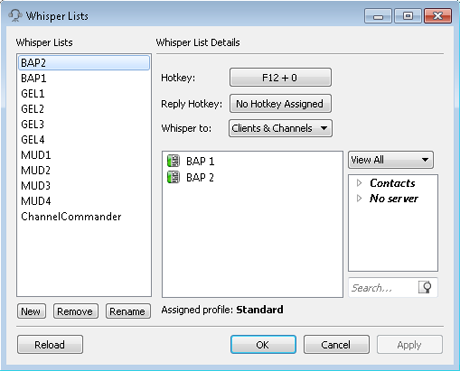 Whisper Lists
Whisper Lists
BAP2
BAP1
GEL1
GEL2
GEL3
GEL4
MUD1
MUD2
MUD3
MUD4
ChannelCommander
New Remove Rename
Whisper List Details
Hotkey: F12 + 0
Reply Hotkey: No Hotkey Assigned
Whisper to: Clients & Channels
BAP 1
BAP 2
View All
Contacts
No server
Search...
Assigned profile: Standard
Reload OK Cancel Apply